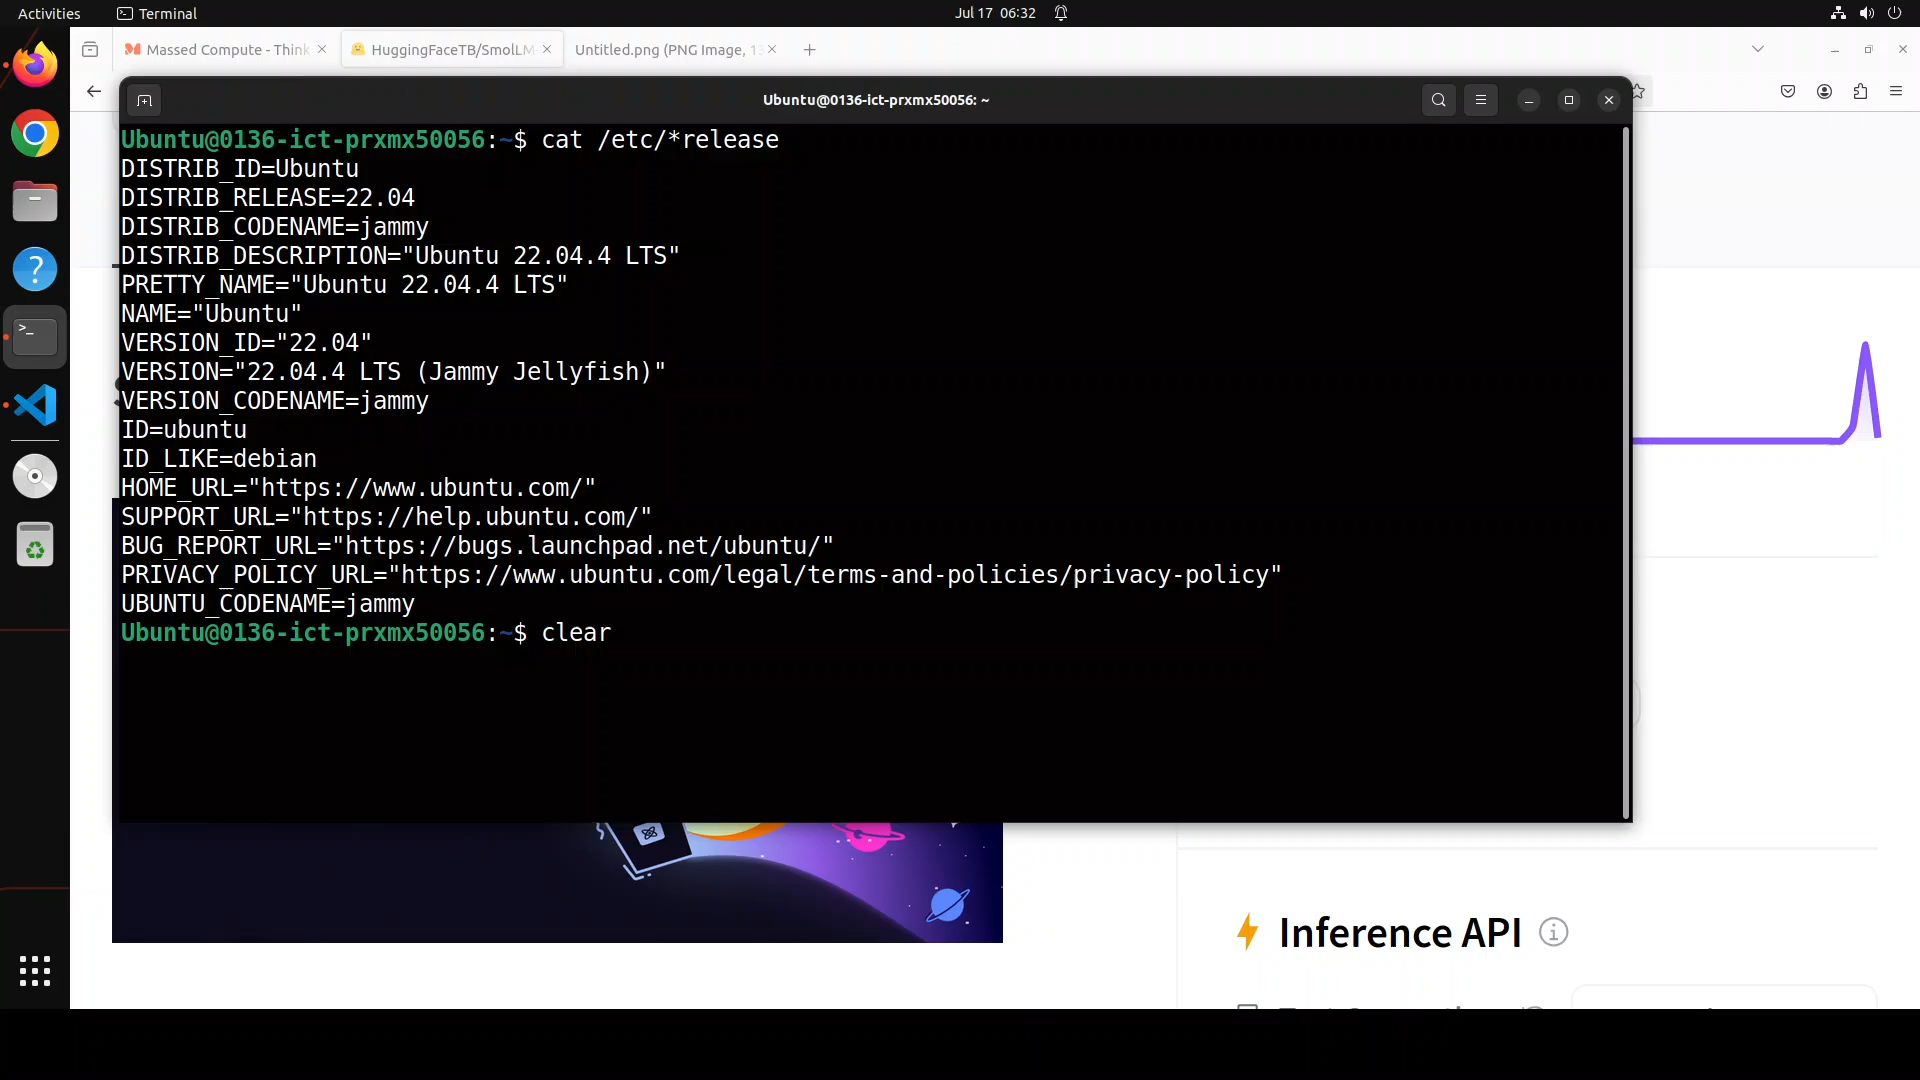 Activities
Terminal
Jul 17 06:32
Massed Compute - Think
HuggingFaceTB/SmolLM-
Untitled.png (PNG Image, 13
Ubuntu@0136-ict-prxmx50056: ~
Ubuntu@0136-ict-prxmx50056:~$ cat /etc/*release
DISTRIB_ID=Ubuntu
DISTRIB_RELEASE=22.04
DISTRIB_CODENAME=jammy
DISTRIB_DESCRIPTION="Ubuntu 22.04.4 LTS"
PRETTY_NAME="Ubuntu 22.04.4 LTS"
NAME="Ubuntu"
VERSION_ID="22.04"
VERSION="22.04.4 LTS (Jammy Jellyfish)"
VERSION_CODENAME=jammy
ID=ubuntu
ID_LIKE=debian
HOME_URL="https://www.ubuntu.com/"
SUPPORT_URL="https://help.ubuntu.com/"
BUG_REPORT_URL="https://bugs.launchpad.net/ubuntu/"
PRIVACY_POLICY_URL="https://www.ubuntu.com/legal/terms-and-policies/privacy-policy"
UBUNTU_CODENAME=jammy
Ubuntu@0136-ict-prxmx50056:~$ clear
Inference API